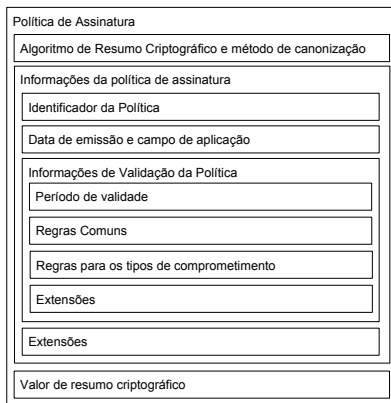 Política de Assinatura
Algoritmo de Resumo Criptográfico e método de canonização
Informações da política de assinatura
Identificador da Política
Data de emissão e campo de aplicação
Informações de Validação da Política
Período de validade
Regras Comuns
Regras para os tipos de comprometimento
Extensões
Extensões
Valor de resumo criptográfico